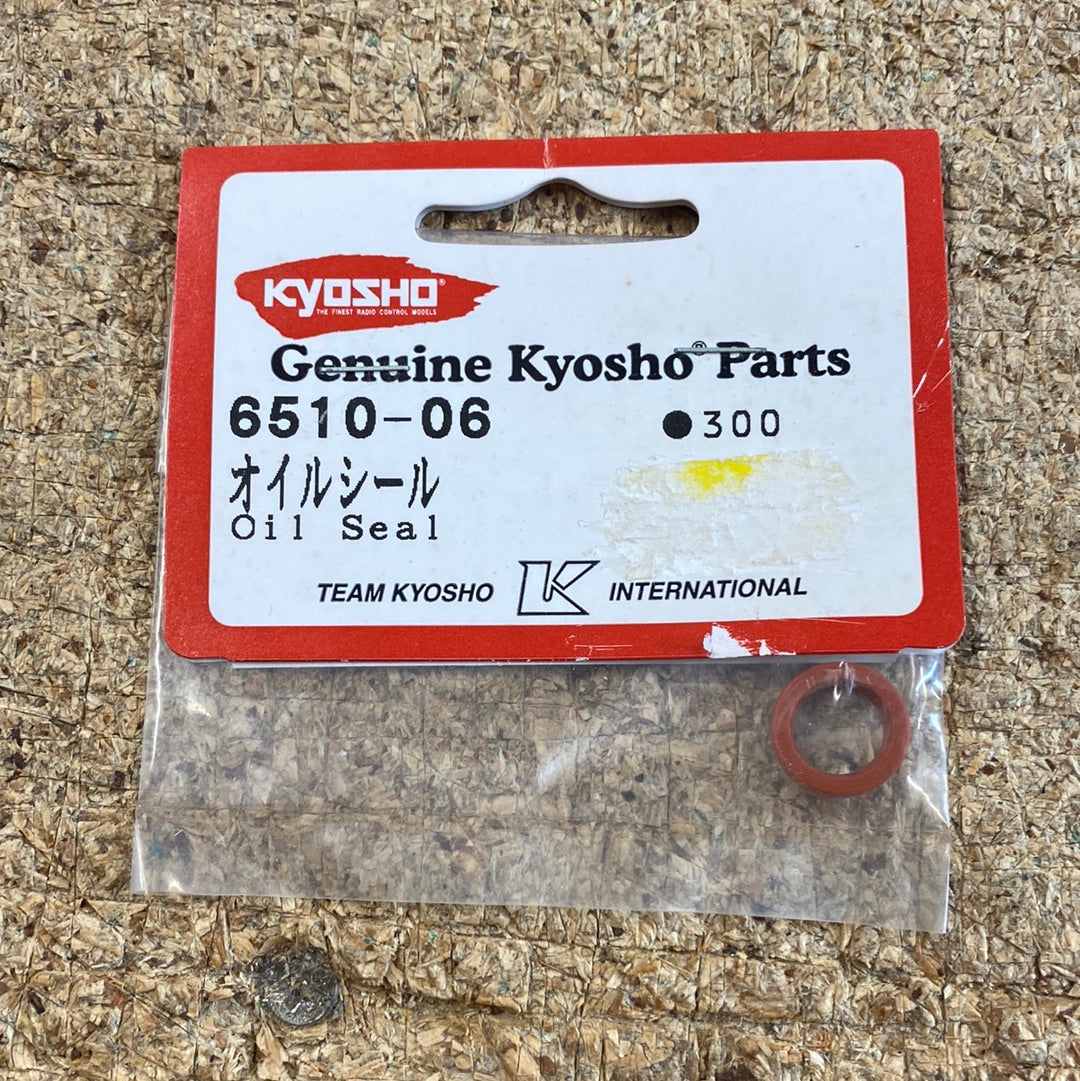 KYOSHO®
THE FINEST RADIO CONTROL MODELS
Genuine Kyosho® Parts
6510-06 ●300
オイルシール
Oil Seal
TEAM KYOSHO K INTERNATIONAL